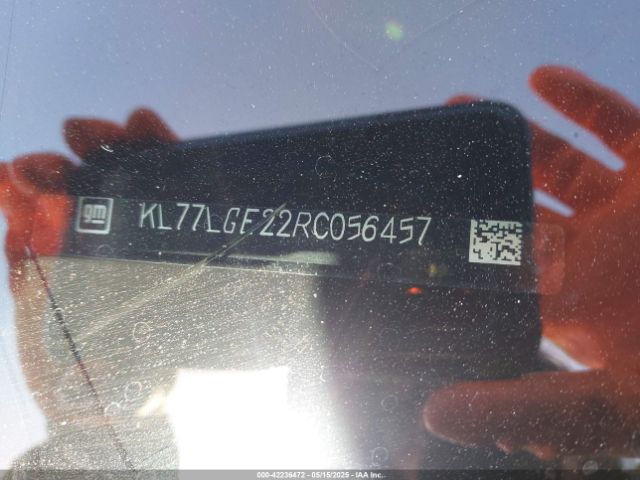 gm KL77LGE22RC056457
000-42236472 - 05/15/2025 - IAA Inc.